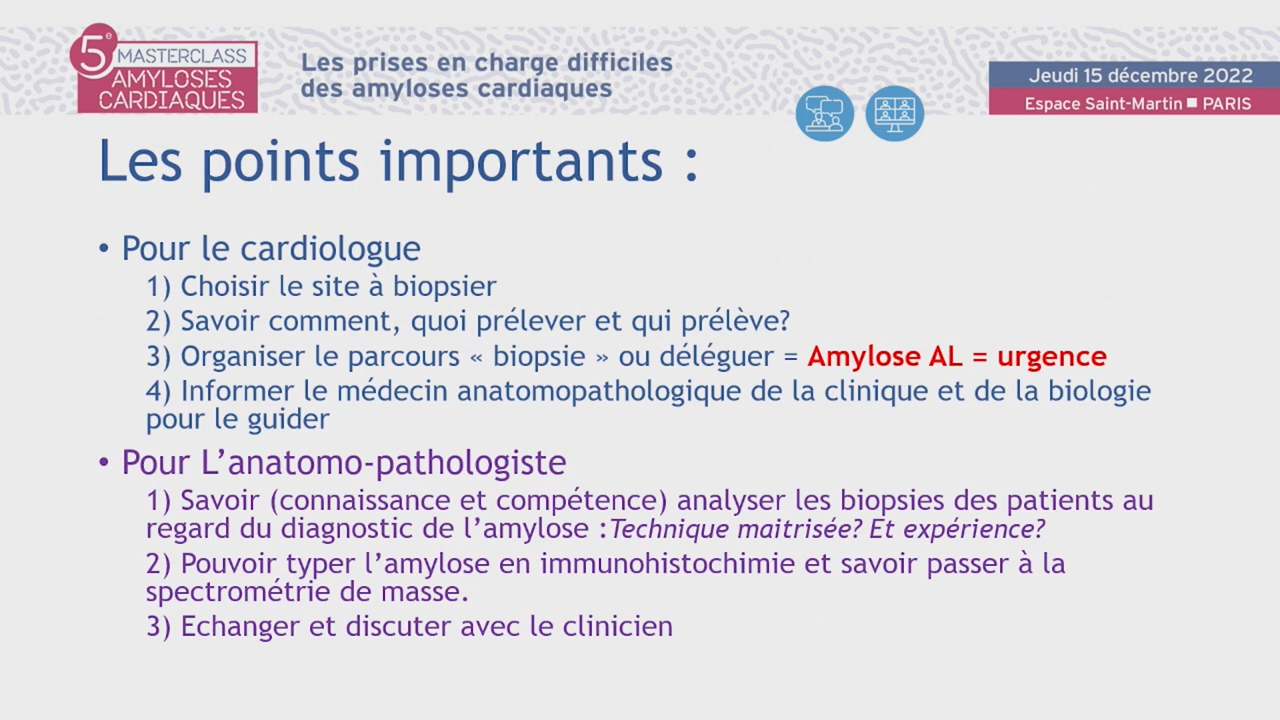 5e
MASTERCLASS
AMYLOSES
CARDIAQUES
Les prises en charge difficiles
des amyloses cardiaques
Jeudi 15 décembre 2022
Espace Saint-Martin ■ PARIS
Les points importants :
• Pour le cardiologue
1) Choisir le site à biopsier
2) Savoir comment, quoi prélever et qui prélève?
3) Organiser le parcours « biopsie » ou déléguer = Amylose AL = urgence
4) Informer le médecin anatomopathologique de la clinique et de la biologie
pour le guider
• Pour L’anatomo-pathologiste
1) Savoir (connaissance et compétence) analyser les biopsies des patients au
regard du diagnostic de l’amylose :Technique maitrisée? Et expérience?
2) Pouvoir typer l’amylose en immunohistochimie et savoir passer à la
spectrométrie de masse.
3) Echanger et discuter avec le clinicien